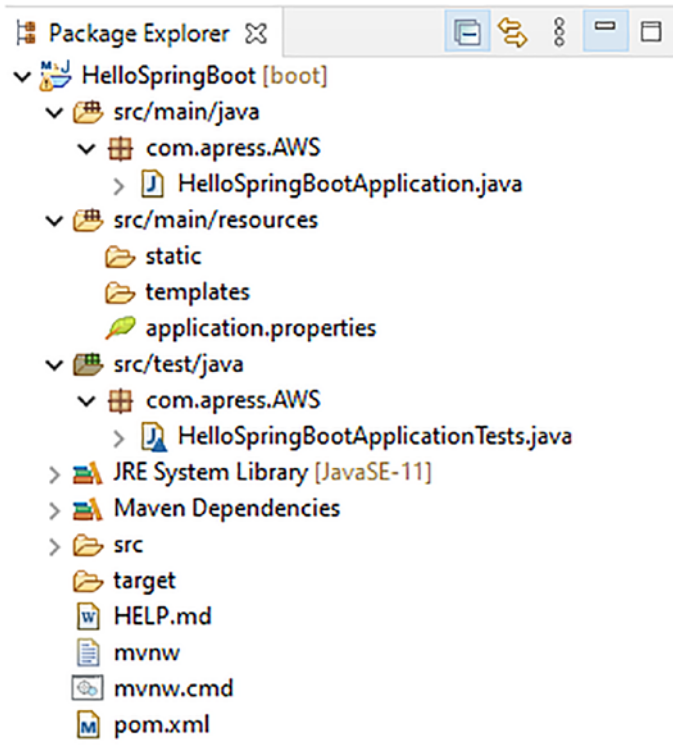 Package Explorer
HelloSpringBoot [boot]
src/main/java
com.apress.AWS
HelloSpringBootApplication.java
src/main/resources
static
templates
application.properties
src/test/java
com.apress.AWS
HelloSpringBootApplicationTests.java
JRE System Library [JavaSE-11]
Maven Dependencies
src
target
HELP.md
mvnw
mvnw.cmd
pom.xml